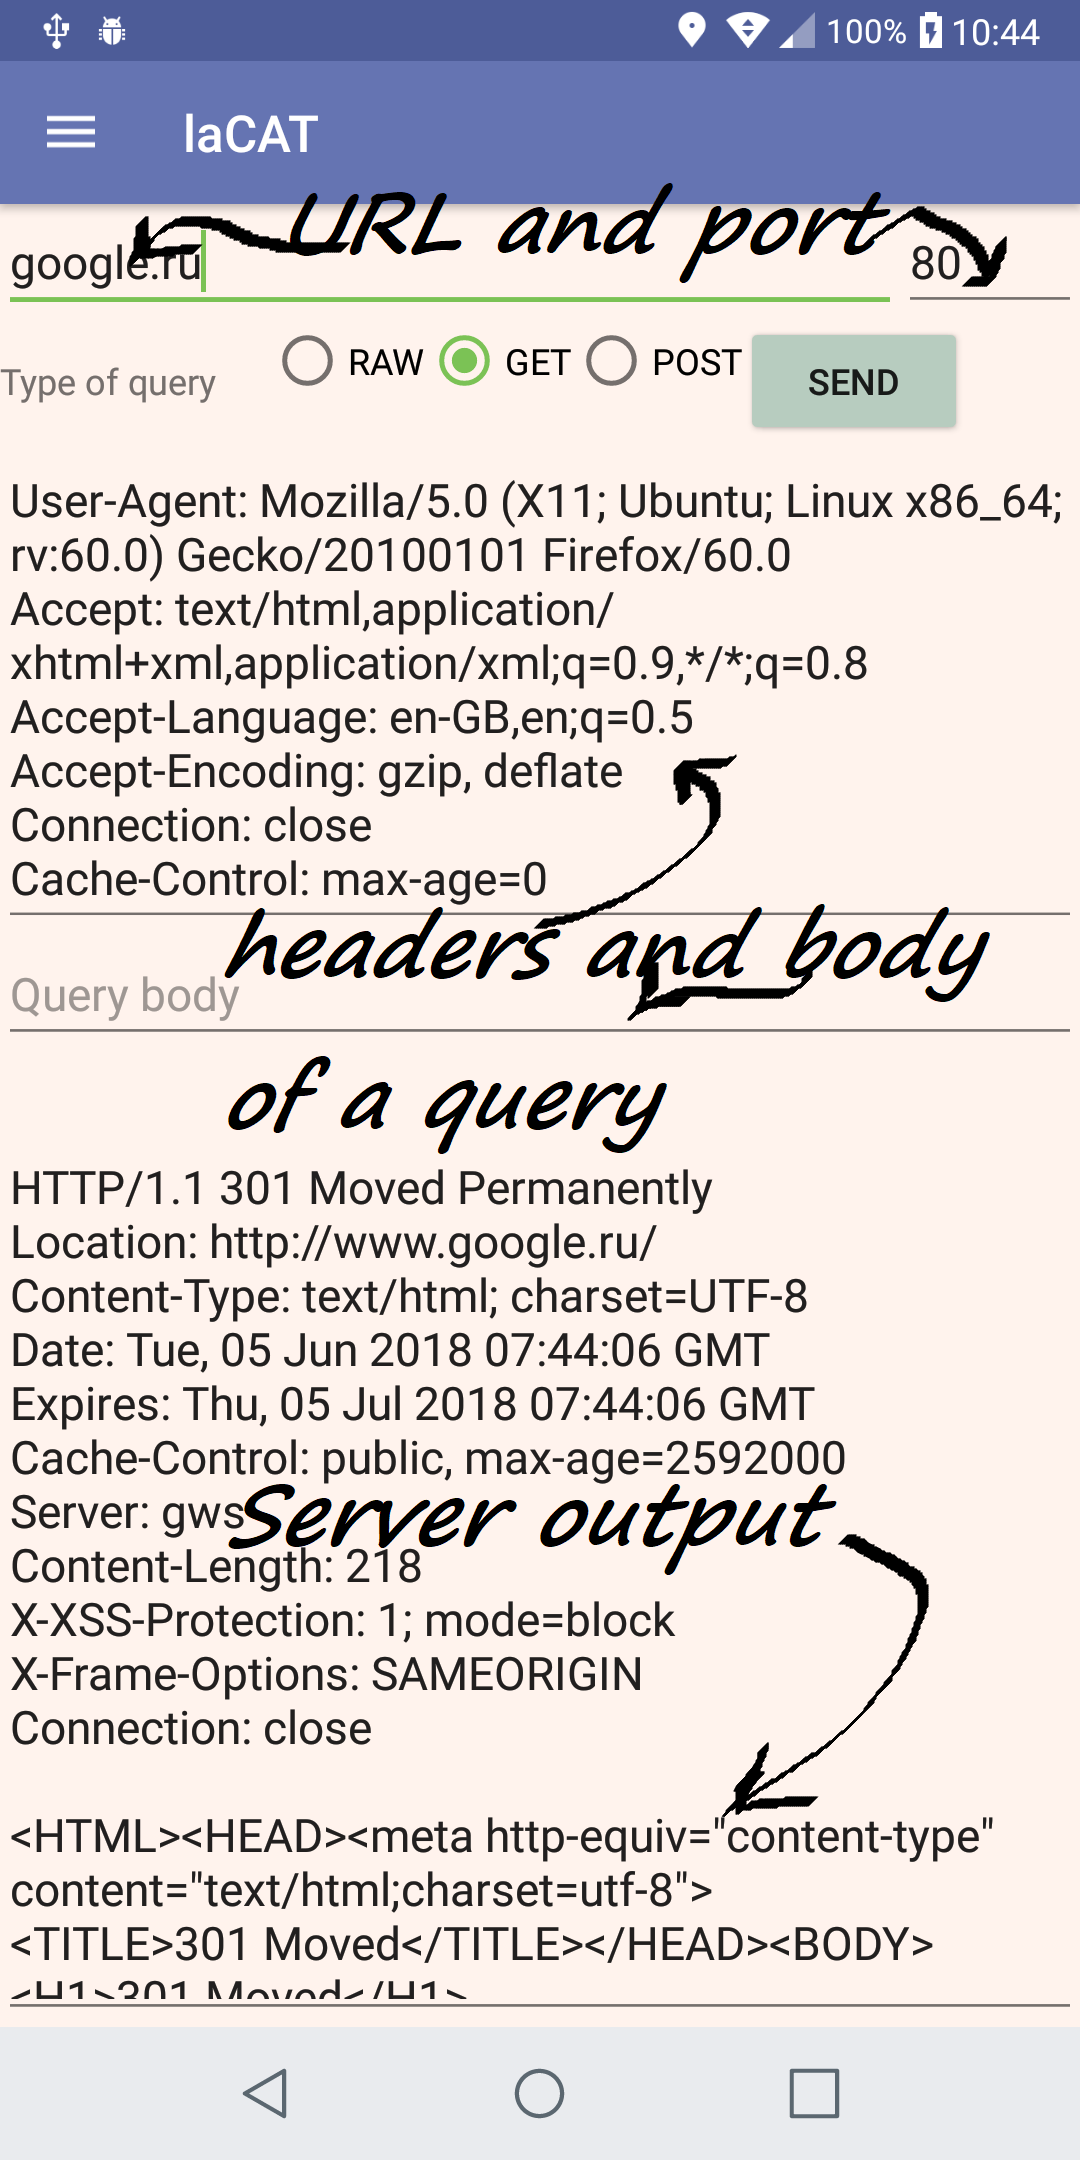 100% 10:44
laCAT
URL and port
google.ru 80
Type of query RAW GET POST SEND
User-Agent: Mozilla/5.0 (X11; Ubuntu; Linux x86_64;
rv:60.0) Gecko/20100101 Firefox/60.0
Accept: text/html,application/
xhtml+xml,application/xml;q=0.9,*/*;q=0.8
Accept-Language: en-GB,en;q=0.5
Accept-Encoding: gzip, deflate
Connection: close
Cache-Control: max-age=0
headers and body
Query body
of a query
HTTP/1.1 301 Moved Permanently
Location: http://www.google.ru/
Content-Type: text/html; charset=UTF-8
Date: Tue, 05 Jun 2018 07:44:06 GMT
Expires: Thu, 05 Jul 2018 07:44:06 GMT
Cache-Control: public, max-age=2592000
Server: gws
Server output
Content-Length: 218
X-XSS-Protection: 1; mode=block
X-Frame-Options: SAMEORIGIN
Connection: close
<HTML><HEAD><meta http-equiv="content-type"
content="text/html;charset=utf-8">
<TITLE>301 Moved</TITLE></HEAD><BODY>
<H1>301 Moved</H1>